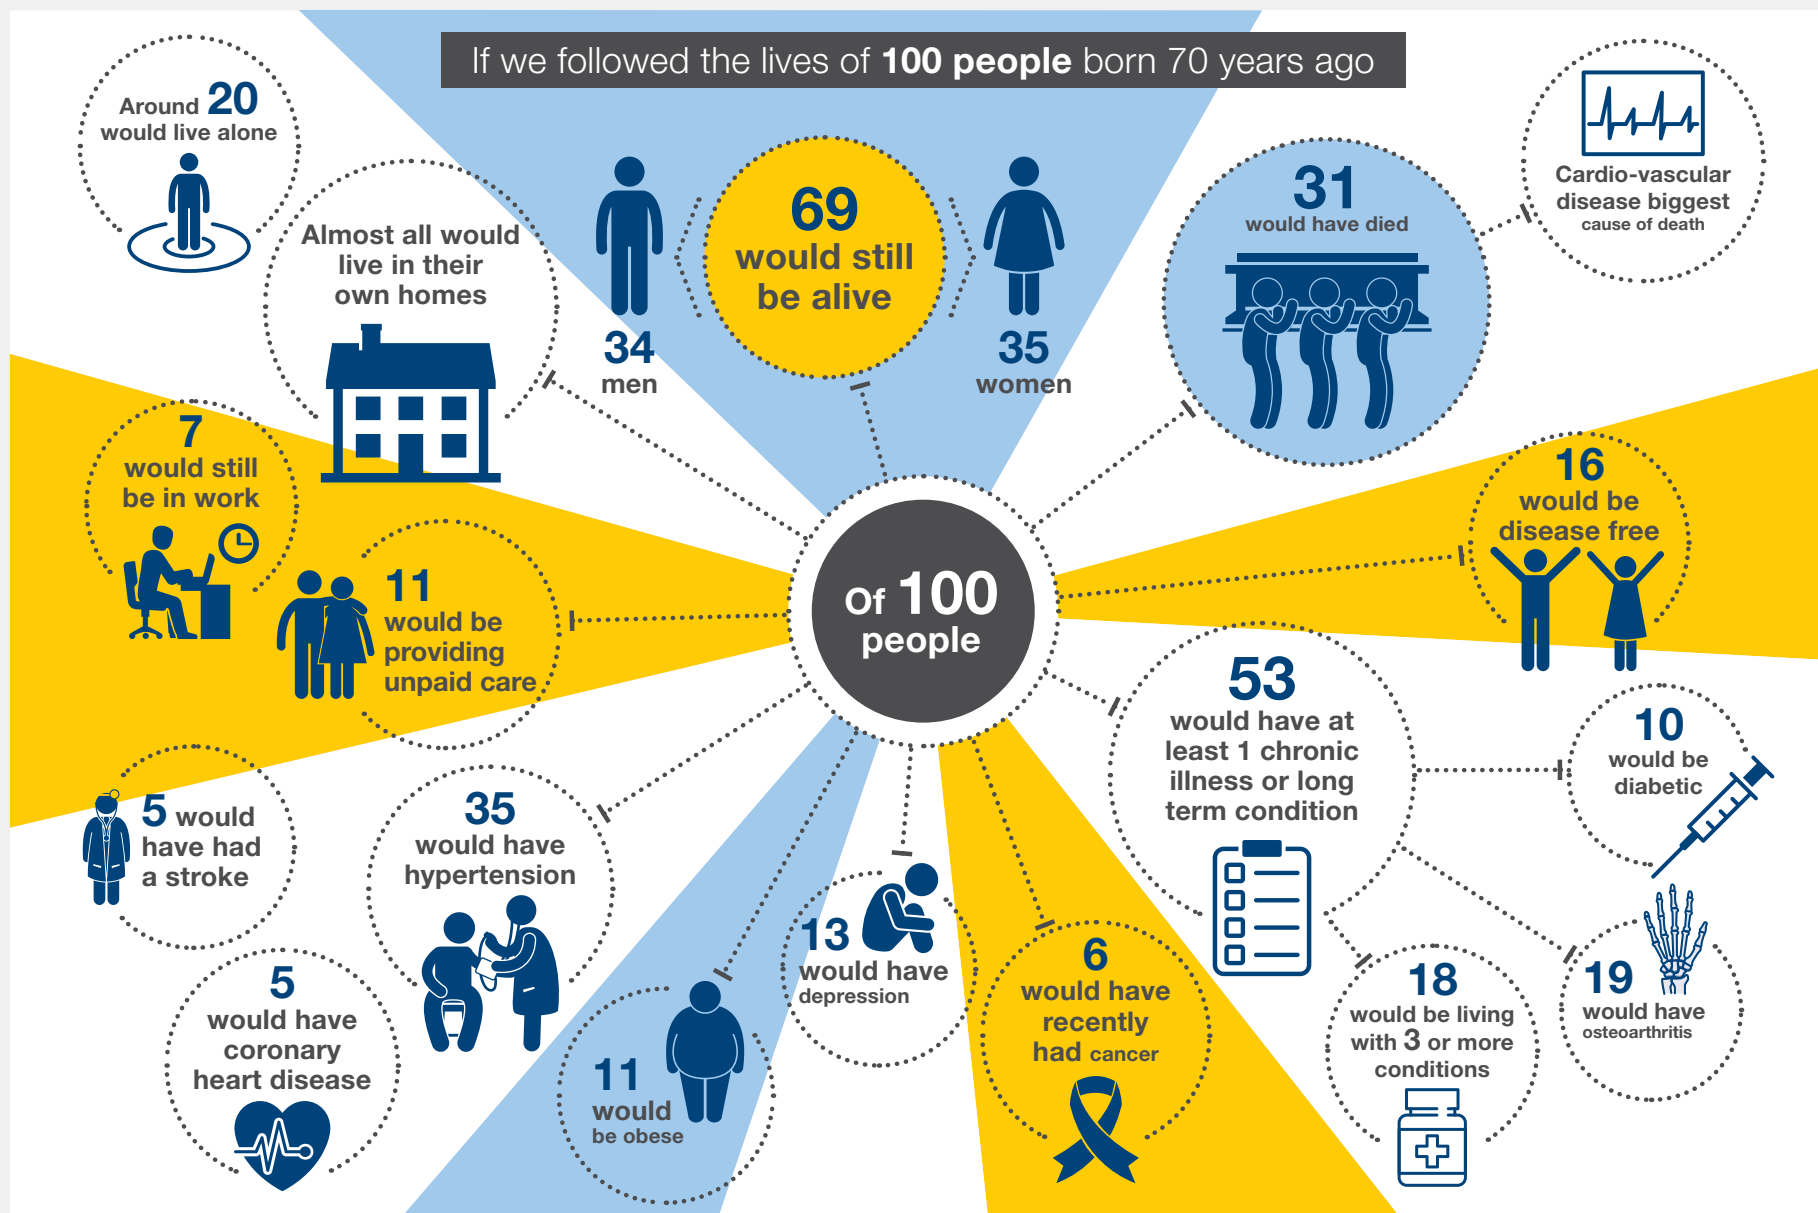 If we followed the lives of 100 people born 70 years ago
Around 20
would live alone
Almost all would
live in their
own homes
34
men
69
would still
be alive
35
women
31
would have died
Cardio-vascular
disease biggest
cause of death
7
would still
be in work
11
would be
providing
unpaid care
Of 100
people
16
would be
disease free
53
would have at
least 1 chronic
illness or long
term condition
10
would be
diabetic
5 would
have had
a stroke
35
would have
hypertension
5
would have
coronary
heart disease
11
would
be obese
13
would have
depression
6
would have
recently
had cancer
18
would be living
with 3 or more
conditions
19
would have
osteoarthritis